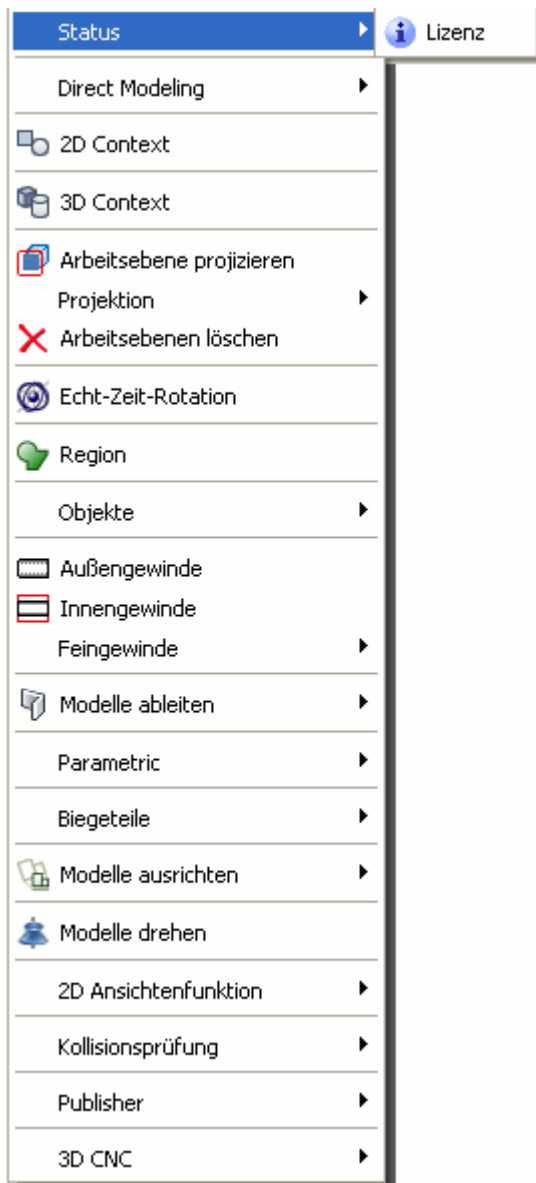 Status
Lizenz
Direct Modeling
2D Context
3D Context
Arbeitsebene projizieren
Projektion
Arbeitsebenen löschen
Echt-Zeit-Rotation
Region
Objekte
Außengewinde
Innengewinde
Feingewinde
Modelle ableiten
Parametric
Biegeteile
Modelle ausrichten
Modelle drehen
2D Ansichtenfunktion
Kollisionsprüfung
Publisher
3D CNC